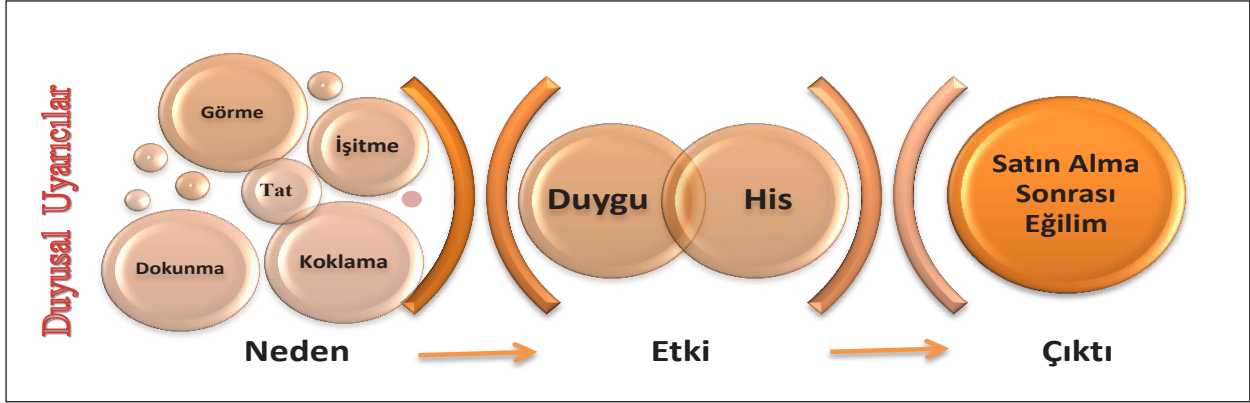 Duyusal Uyarıcılar
Görme
İşitme
Tat
Dokunma
Koklama
Duygu
His
Satın Alma
Sonrası
Eğilim
Neden
Etki
Çıktı